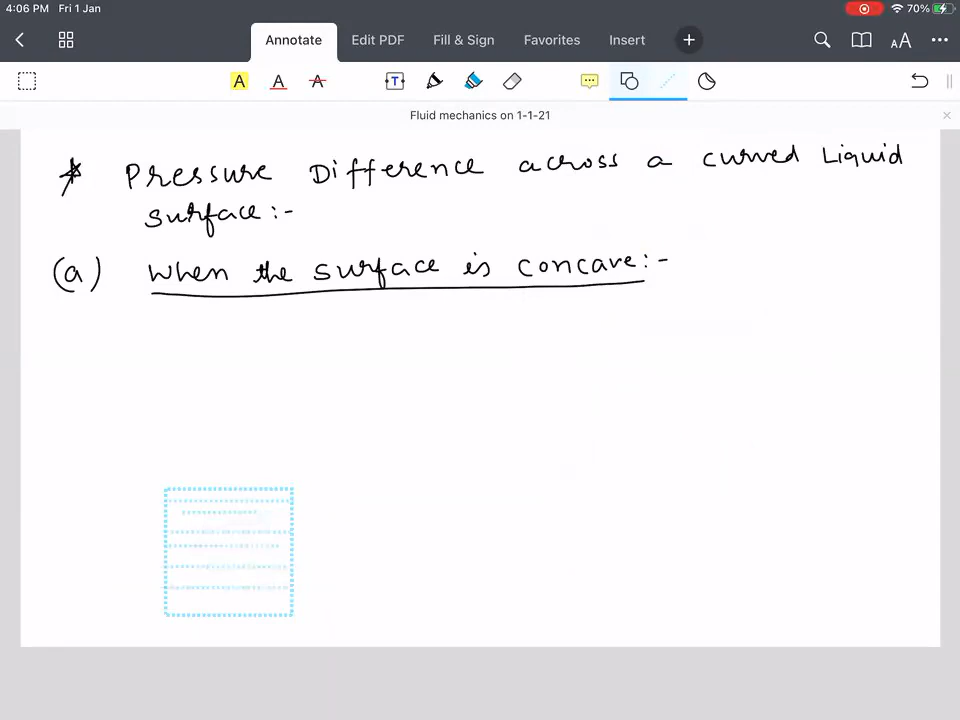 4:06 PM Fri 1 Jan 70%
Annotate Edit PDF Fill & Sign Favorites Insert
A A A T AA
Fluid mechanics on 1-1-21
* Pressure Difference across a curved Liquid
surface:-
(a) When the surface is concave:-